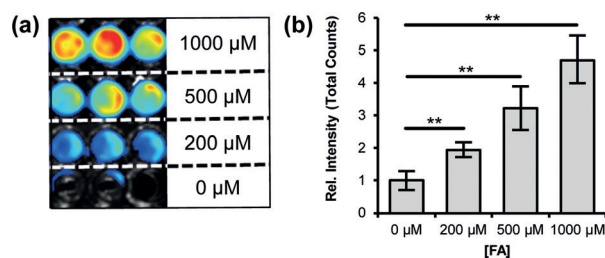 (a)
1000 µM
500 µM
200 µM
0 µM
(b)
Rel. Intensity (Total Counts)
6
5
4
3
2
1
0
**
**
**
0 µM 200 µM 500 µM 1000 µM
[FA]